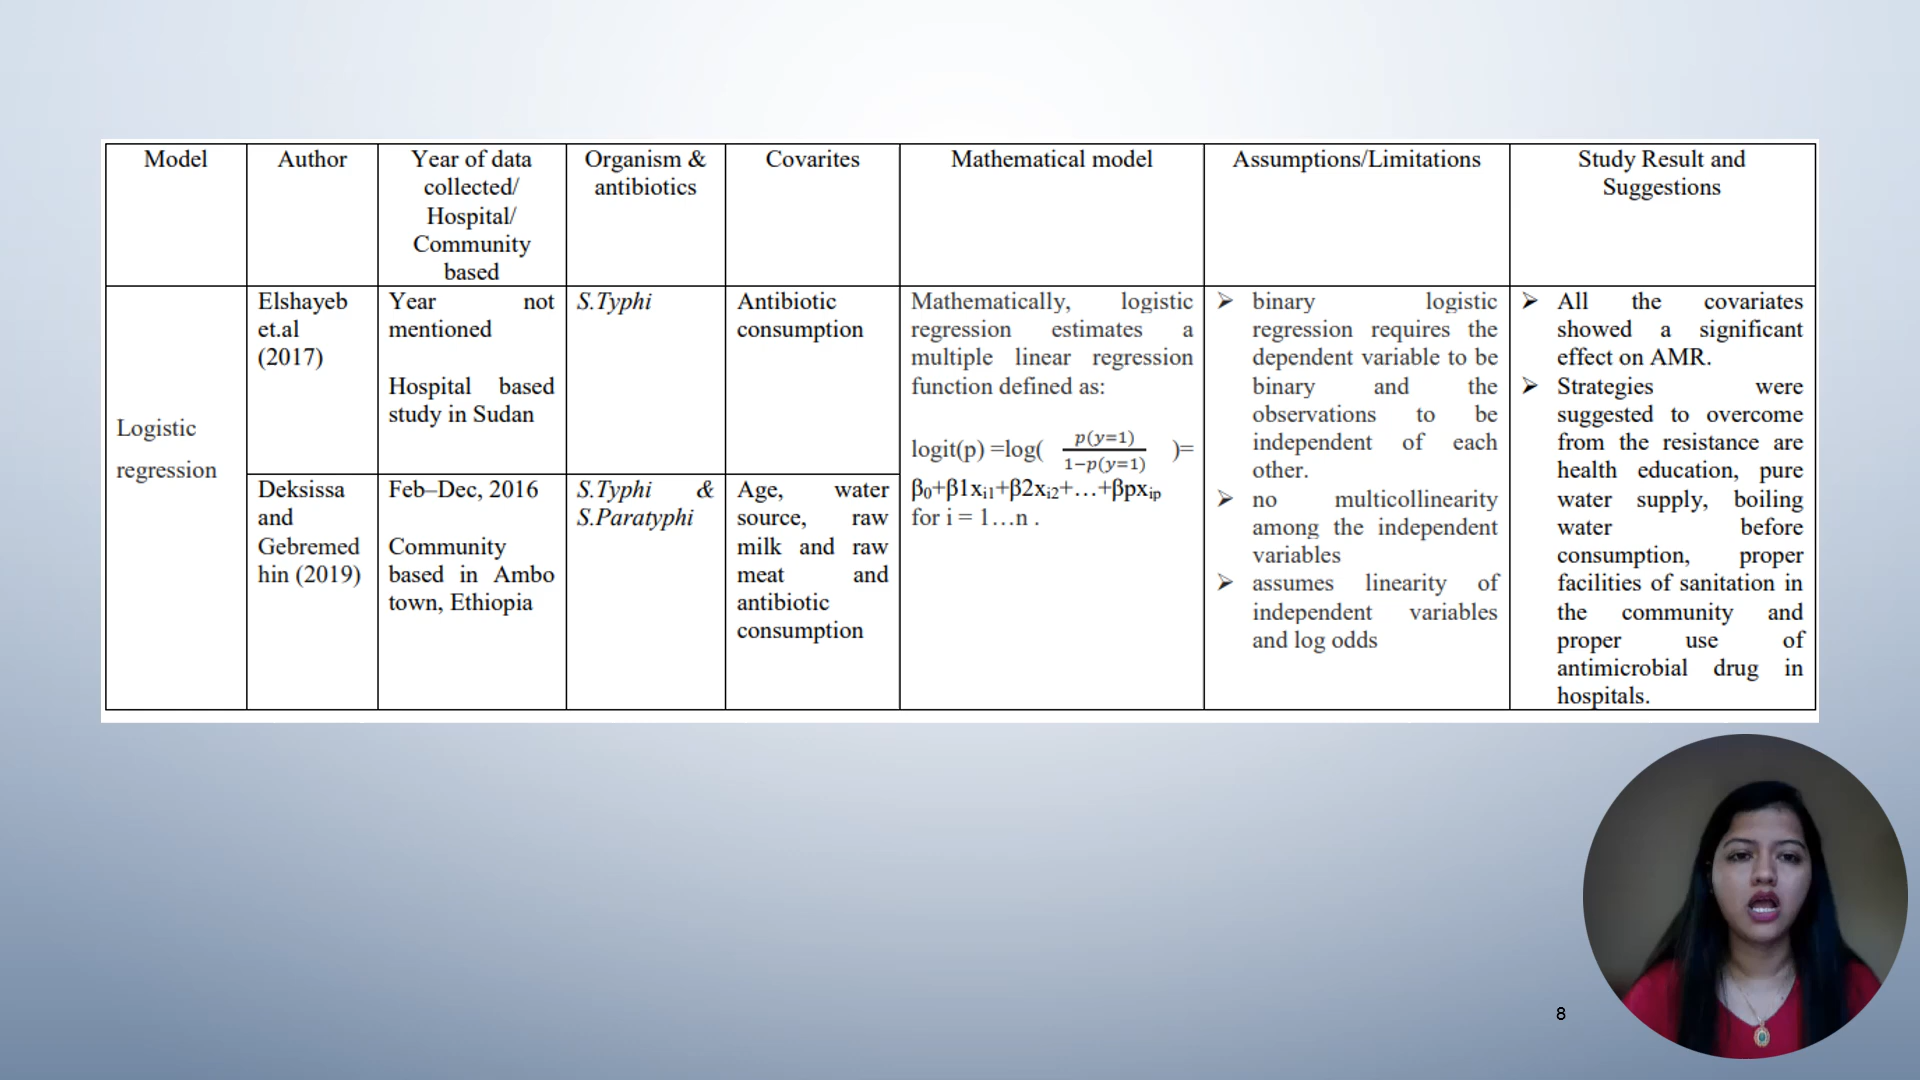 Model
Author
Year of data
collected/
Hospital/
Community
based
Organism &
antibiotics
Covarites
Mathematical model
Assumptions/Limitations
Study Result and
Suggestions
Logistic
regression
Elshayeb
et.al
(2017)
Year not
mentioned
Hospital based
study in Sudan
S.Typhi
Antibiotic
consumption
Deksissa
and
Gebremed
hin (2019)
Feb–Dec, 2016
Community
based in Ambo
town, Ethiopia
S.Typhi &
S.Paratyphi
Age, water
source, raw
milk and raw
meat and
antibiotic
consumption
Mathematically, logistic
regression estimates a
multiple linear regression
function defined as:
logit(p) =log( p(y=1)/1−p(y=1) )=
β₀+β1xᵢ₁+β2xᵢ₂+…+βpxᵢₚ
for i = 1…n .
➢ binary logistic
regression requires the
dependent variable to be
binary and the
observations to be
independent of each
other.
➢ no multicollinearity
among the independent
variables
➢ assumes linearity of
independent variables
and log odds
➢ All the covariates
showed a significant
effect on AMR.
➢ Strategies were
suggested to overcome
from the resistance are
health education, pure
water supply, boiling
water before
consumption, proper
facilities of sanitation in
the community and
proper use of
antimicrobial drug in
hospitals.
8